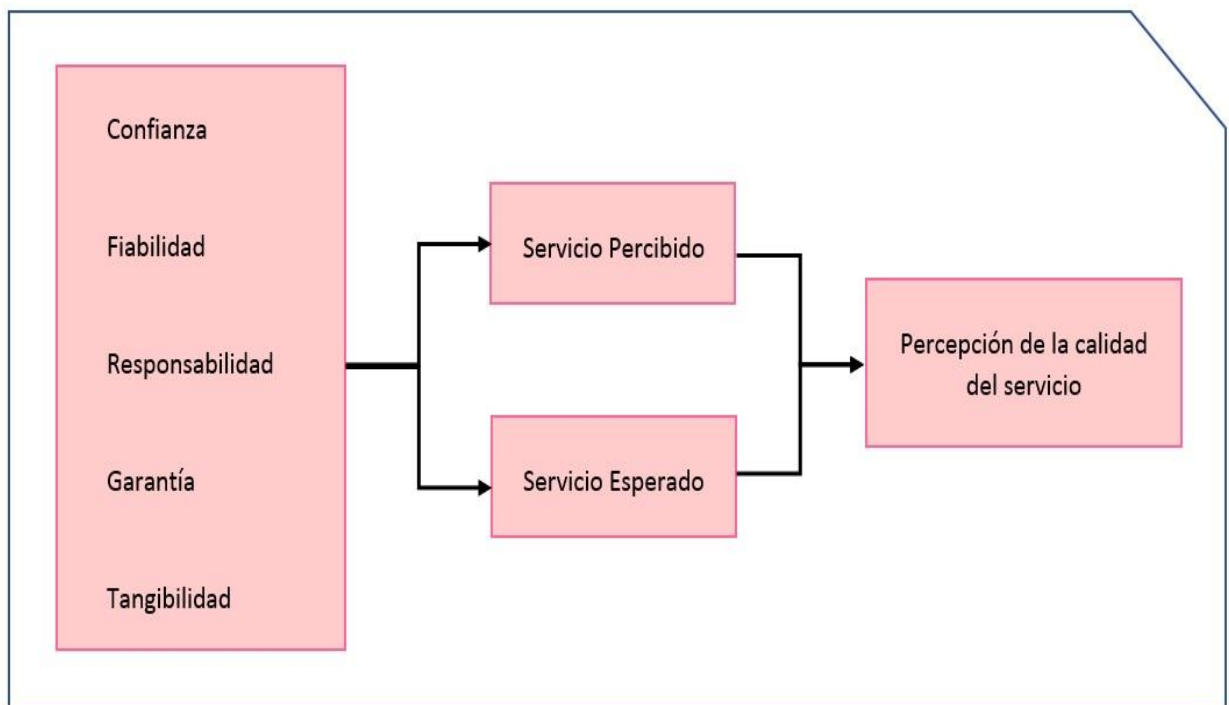 Confianza
Fiabilidad
Responsabilidad
Garantía
Tangibilidad
Servicio Percibido
Servicio Esperado
Percepción de la calidad
del servicio